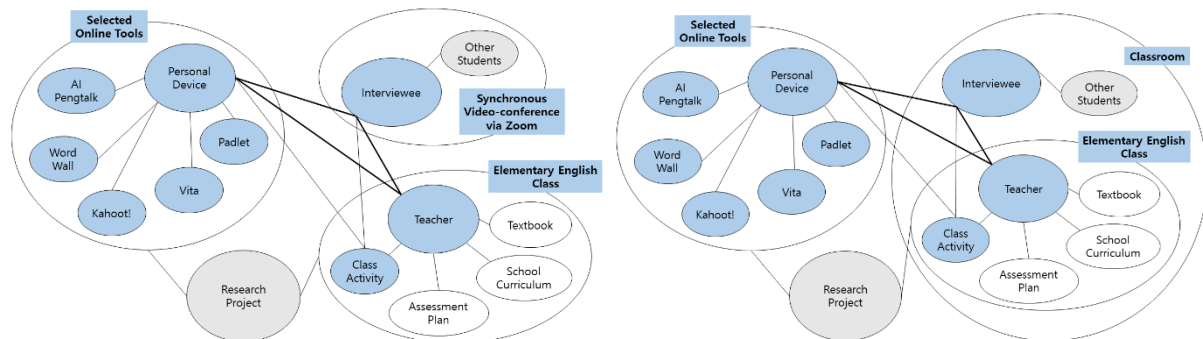 Selected
Online Tools
AI
Pengtalk
Personal
Device
Word
Wall
Padlet
Kahoot!
Vita
Other
Students
Interviewee
Synchronous
Video-conference
via Zoom
Elementary English
Class
Teacher
Textbook
Class
Activity
School
Curriculum
Assessment
Plan
Research
Project
Selected
Online Tools
AI
Pengtalk
Personal
Device
Word
Wall
Padlet
Kahoot!
Vita
Classroom
Interviewee
Other
Students
Elementary English
Class
Teacher
Textbook
Class
Activity
School
Curriculum
Assessment
Plan
Research
Project